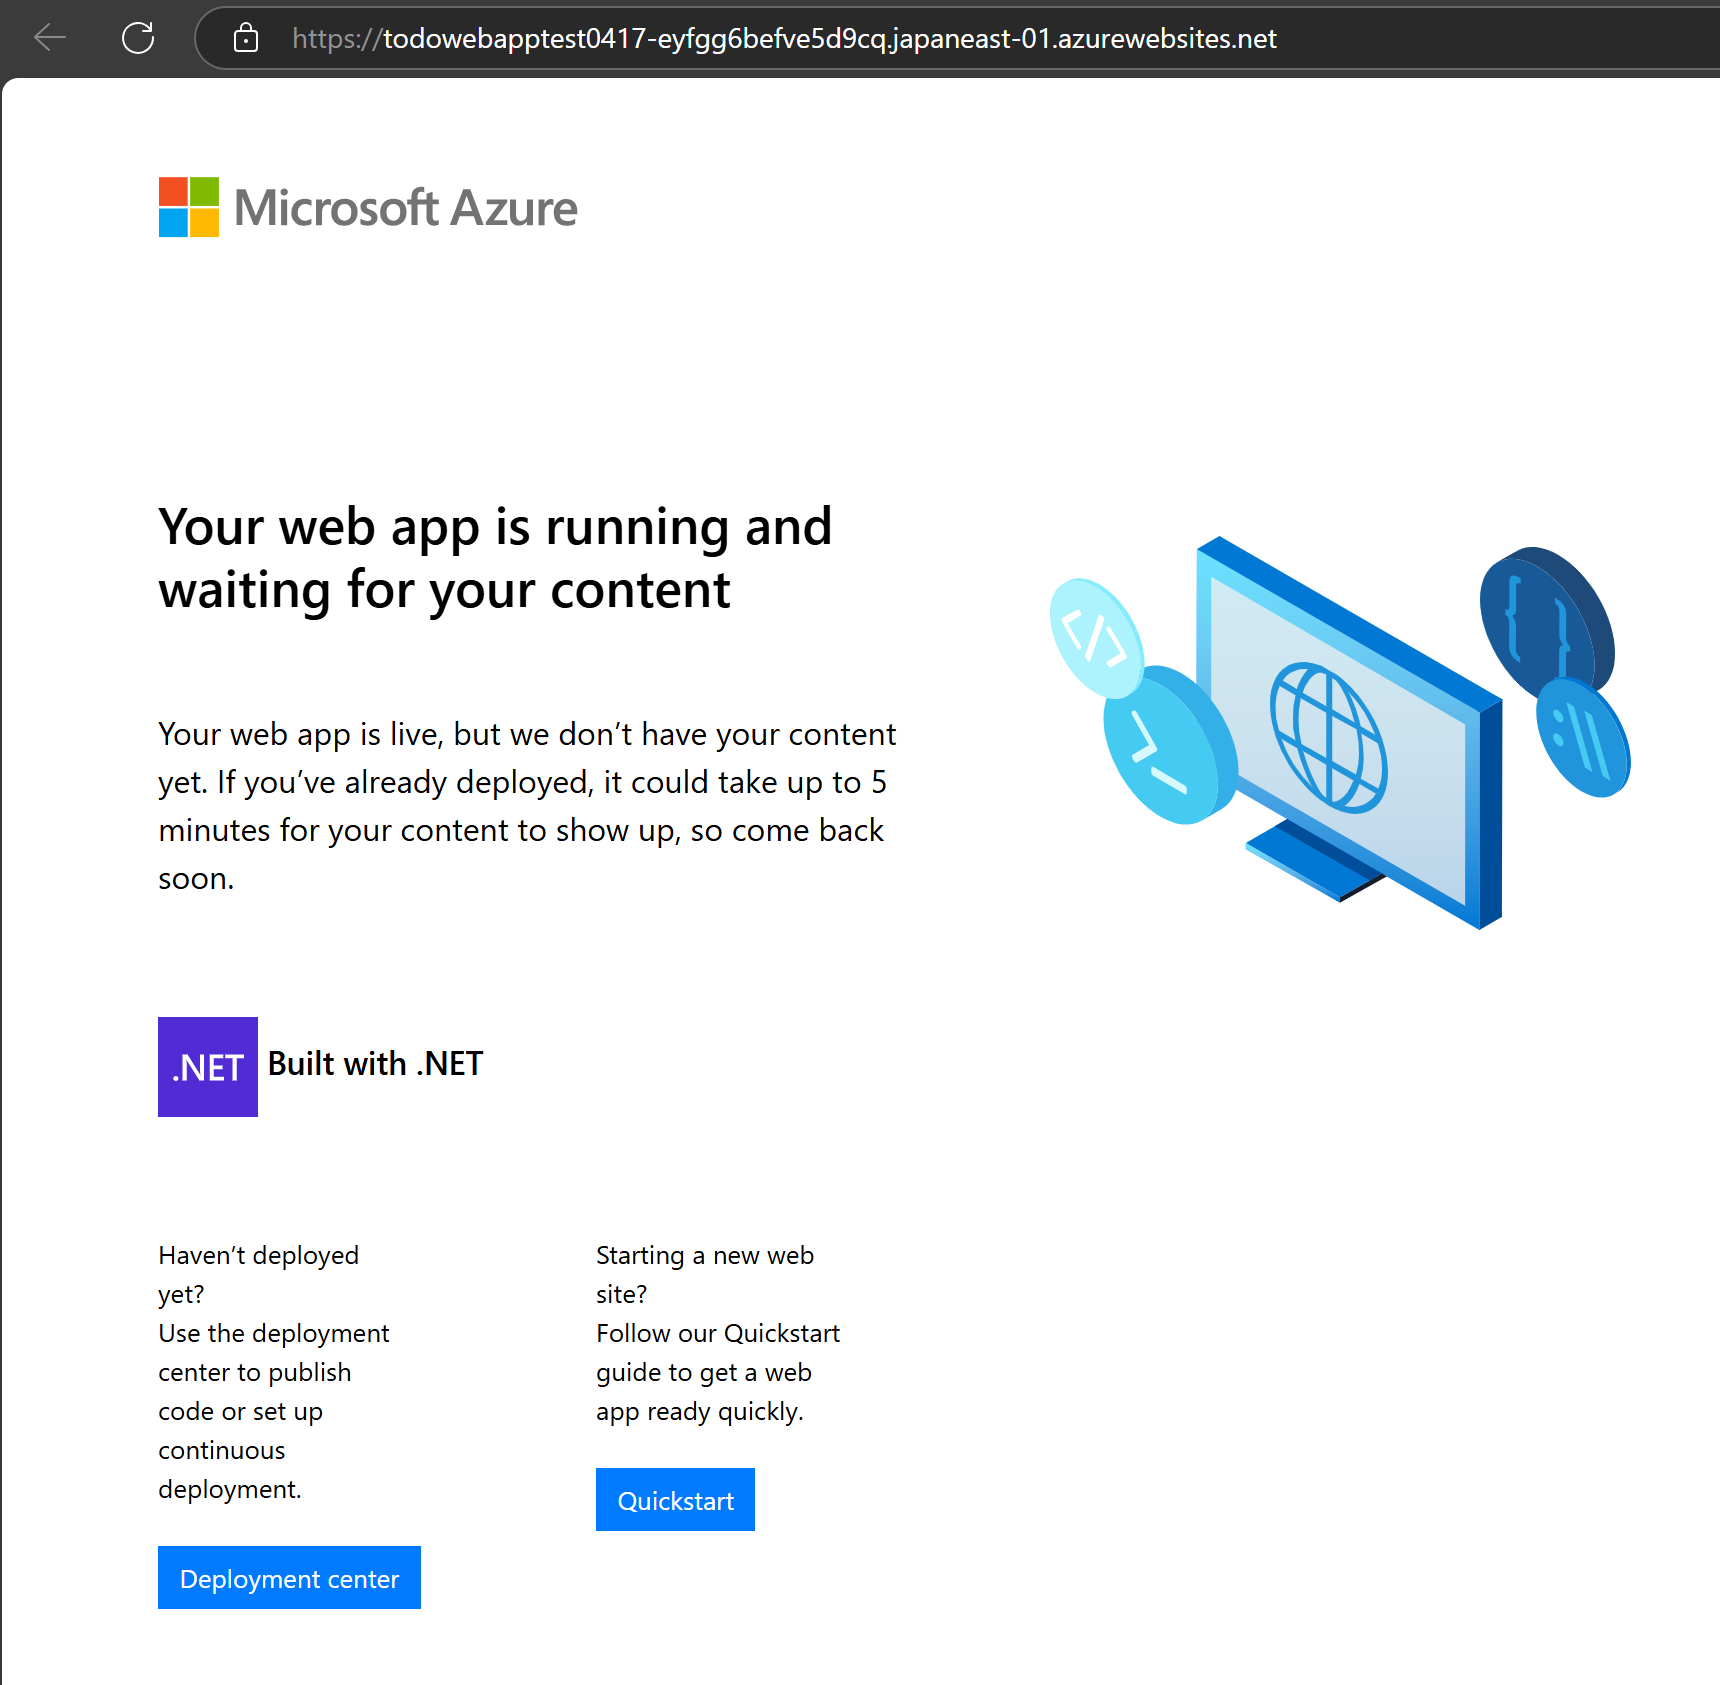 https://todowebapptest0417-eyfgg6befve5d9cq.japaneast-01.azurewebsites.net
Microsoft Azure
Your web app is running and
waiting for your content
Your web app is live, but we don’t have your content
yet. If you’ve already deployed, it could take up to 5
minutes for your content to show up, so come back
soon.
.NET Built with .NET
Haven’t deployed
yet?
Use the deployment
center to publish
code or set up
continuous
deployment.
Deployment center
Starting a new web
site?
Follow our Quickstart
guide to get a web
app ready quickly.
Quickstart